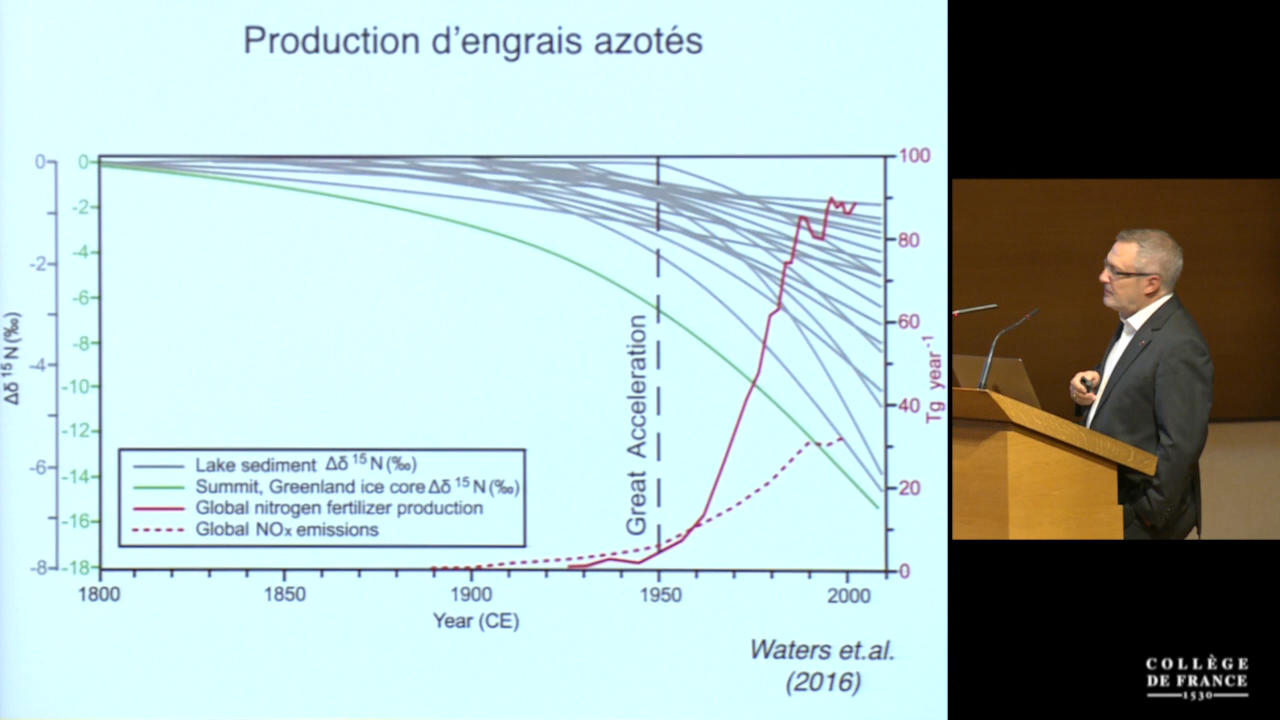 Production d'engrais azotés
0
-2
-4
-6
-8
0
-2
-4
-6
-8
-10
-12
-14
-16
-18
100
80
60
40
20
0
Δδ ¹⁵N (‰)
Tg year⁻¹
Great Acceleration
Lake sediment Δδ ¹⁵N (‰)
Summit, Greenland ice core Δδ ¹⁵N (‰)
Global nitrogen fertilizer production
Global NOx emissions
1800
1850
1900
1950
2000
Year (CE)
Waters et.al.
(2016)
COLLÈGE
DE FRANCE
1530